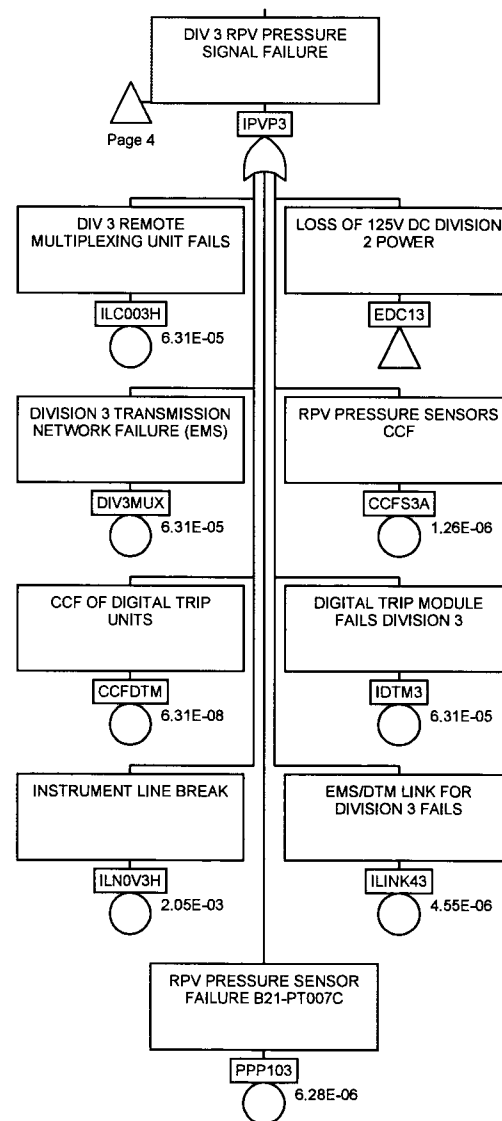 DIV 3 RPV PRESSURE
SIGNAL FAILURE
Page 4
IPVP3
DIV 3 REMOTE
MULTIPLEXING UNIT FAILS
ILC003H
6.31E-05
LOSS OF 125V DC DIVISION
2 POWER
EDC13
DIVISION 3 TRANSMISSION
NETWORK FAILURE (EMS)
DIV3MUX
6.31E-05
RPV PRESSURE SENSORS
CCF
CCFS3A
1.26E-06
CCF OF DIGITAL TRIP
UNITS
CCFDTM
6.31E-08
DIGITAL TRIP MODULE
FAILS DIVISION 3
IDTM3
6.31E-05
INSTRUMENT LINE BREAK
ILN0V3H
2.05E-03
EMS/DTM LINK FOR
DIVISION 3 FAILS
ILINK43
4.55E-06
RPV PRESSURE SENSOR
FAILURE B21-PT007C
PPP103
6.28E-06